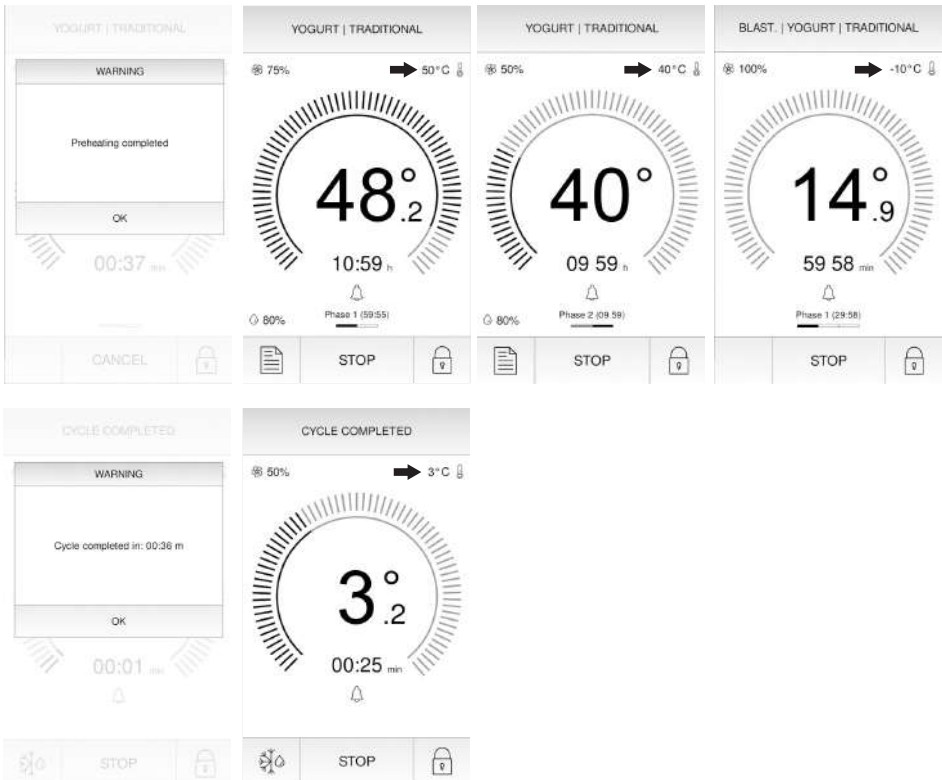 YOGURT | TRADITIONAL
WARNING
Preheating completed
OK
00:37 min
CANCEL
YOGURT | TRADITIONAL
75%
50°C
48°.2
10:59 h
Phase 1 (59:55)
80%
STOP
YOGURT | TRADITIONAL
50%
40°C
40°
09 59 h
Phase 2 (09 59)
80%
STOP
BLAST. | YOGURT | TRADITIONAL
100%
-10°C
14°.9
59 58 min
Phase 1 (29:58)
STOP
CYCLE COMPLETED
WARNING
Cycle completed in: 00:36 m
OK
00:01 min
STOP
CYCLE COMPLETED
50%
3°C
3°.2
00:25 min
STOP